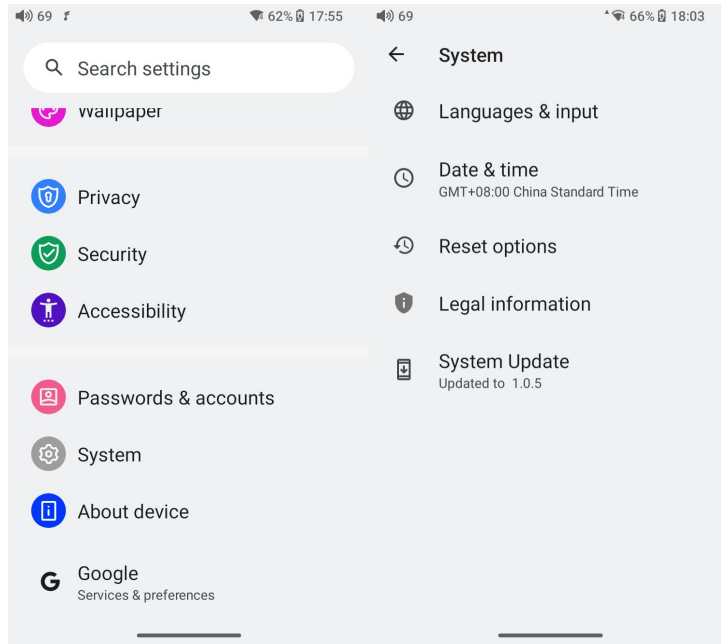 69
62% 17:55
Search settings
Wallpaper
Privacy
Security
Accessibility
Passwords & accounts
System
About device
Google
Services & preferences
69
66% 18:03
System
Languages & input
Date & time
GMT+08:00 China Standard Time
Reset options
Legal information
System Update
Updated to 1.0.5